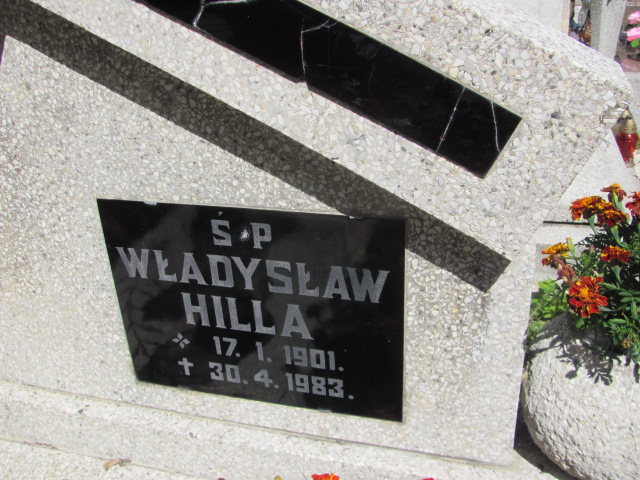 Ś P
WŁADYSŁAW
HILLA
17. 1. 1901.
✝ 30. 4. 1983.